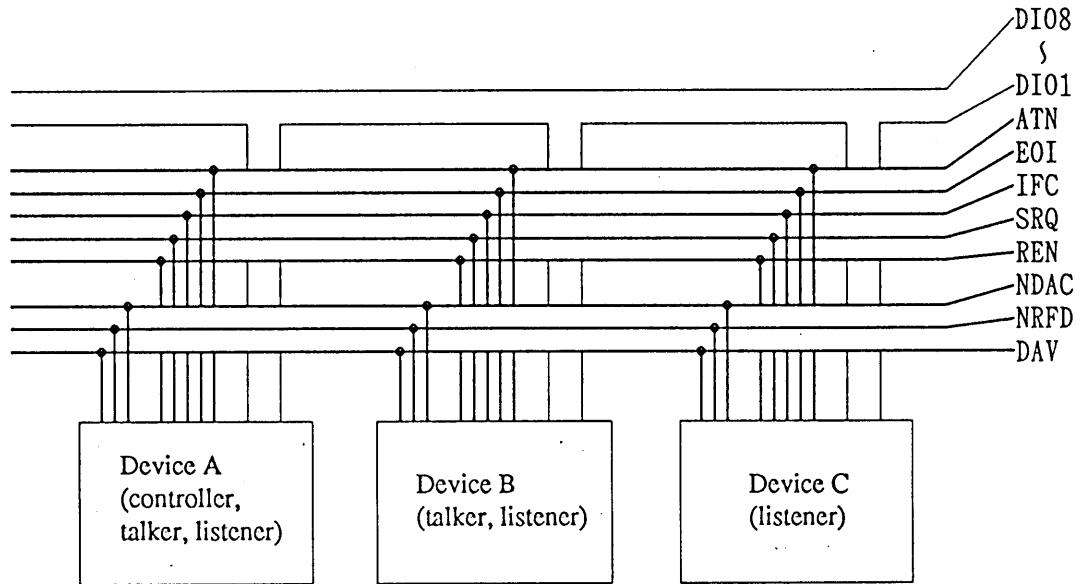 DIO8
∫
DIO1
ATN
EOI
IFC
SRQ
REN
NDAC
NRFD
DAV
Device A
(controller,
talker, listener)
Device B
(talker, listener)
Device C
(listener)